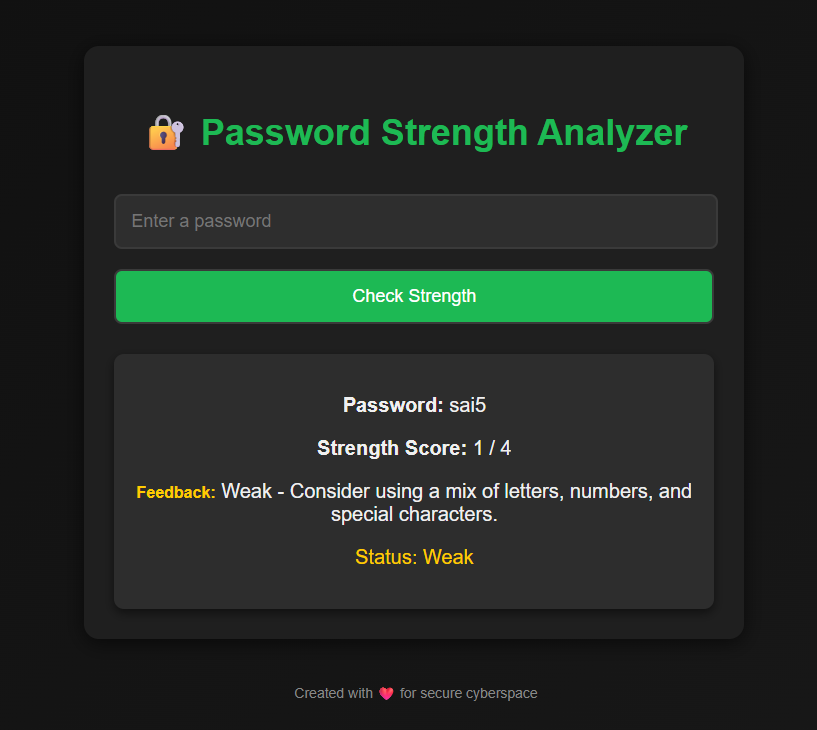 🔐 Password Strength Analyzer
Enter a password
Check Strength
Password: sai5
Strength Score: 1 / 4
Feedback: Weak - Consider using a mix of letters, numbers, and
special characters.
Status: Weak
Created with 💖 for secure cyberspace